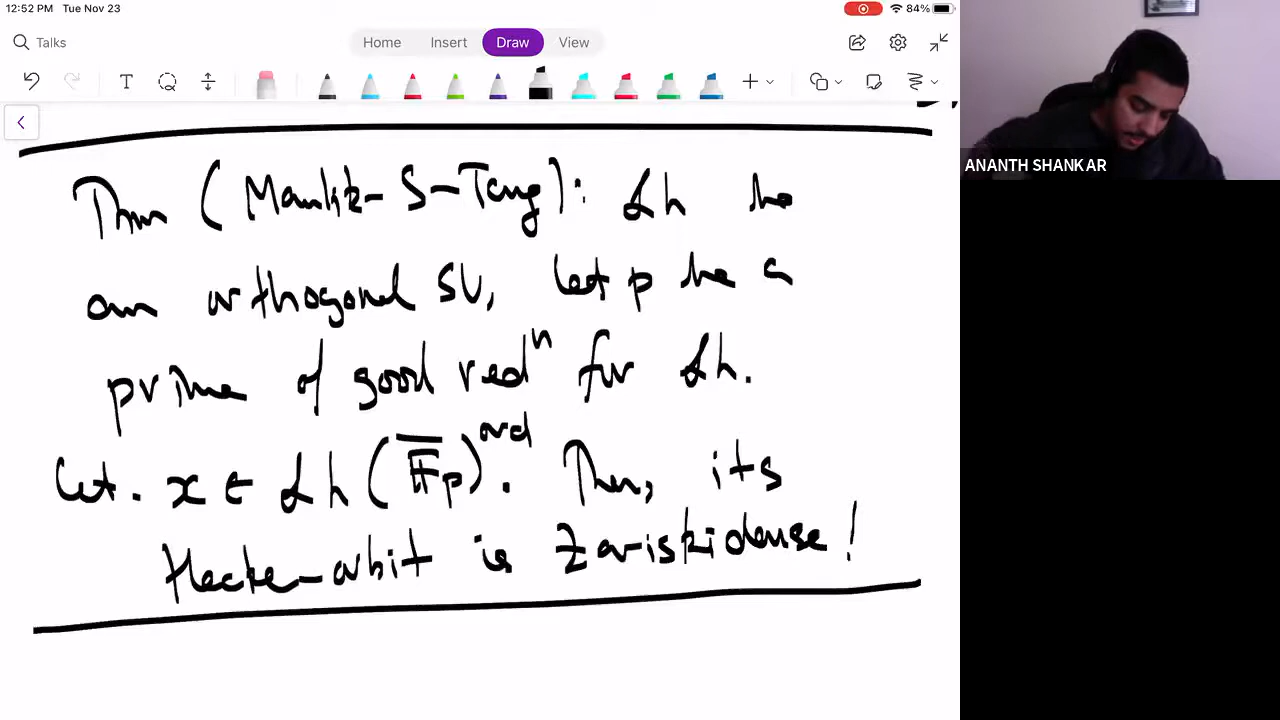 12:52 PM Tue Nov 23
84%
Talks
Home Insert Draw View
ANANTH SHANKAR
Thm (Maulik-S-Tang): Sh be
an orthogonal SV, let p be a
prime of good redⁿ for Sh.
Let. x ∈ Sh(F̅p)^ord. Then, its
Hecke-orbit is Zariski dense!